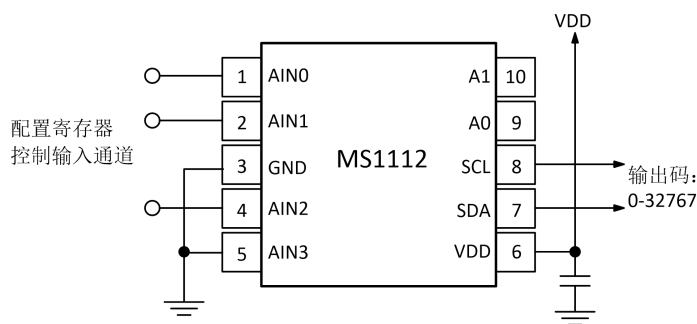 VDD
1 AIN0 A1 10
2 AIN1 A0 9
配置寄存器
控制输入通道
3 GND MS1112 SCL 8
4 AIN2 SDA 7
5 AIN3 VDD 6
输出码：
0-32767